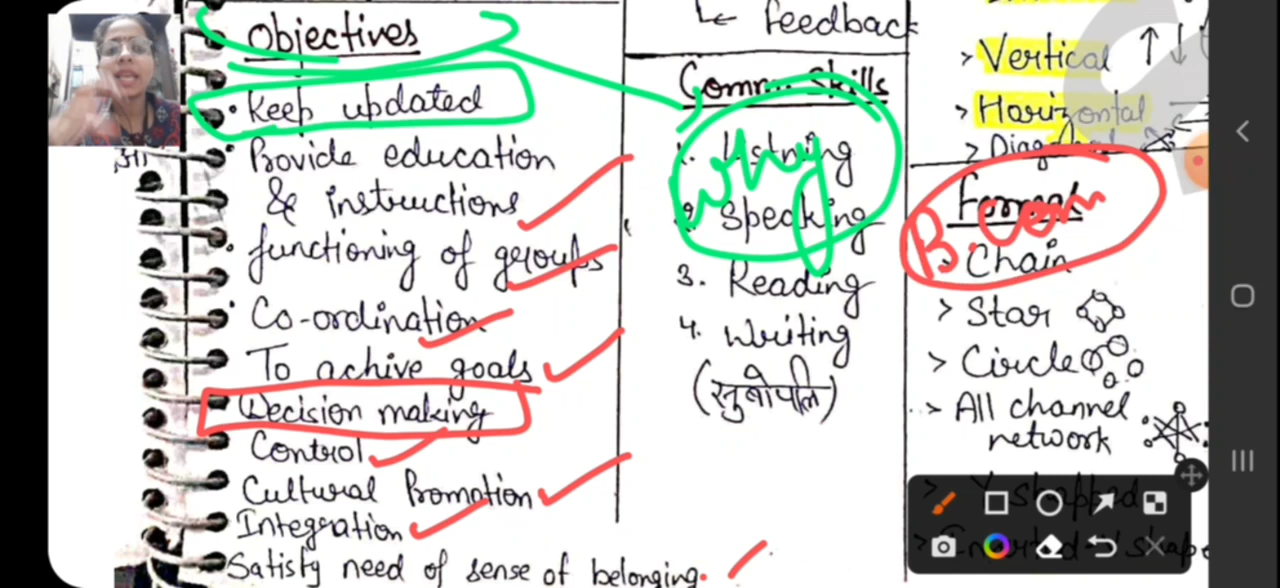 Objectives
• Keep updated
• Provide education
& instructions
• functioning of groups
• Co-ordination
To achive goals
Decision making
Control
Cultural Promotion
Integration
Satisfy need of sense of belonging.
Feedback
Comm. Skills
why
1. Listning
2. Speaking
3. Reading
4. Writing
(सुबोपलि)
> Vertical
> Horizontal
B.com
Chain
> Star
> Circle
> All channel
network